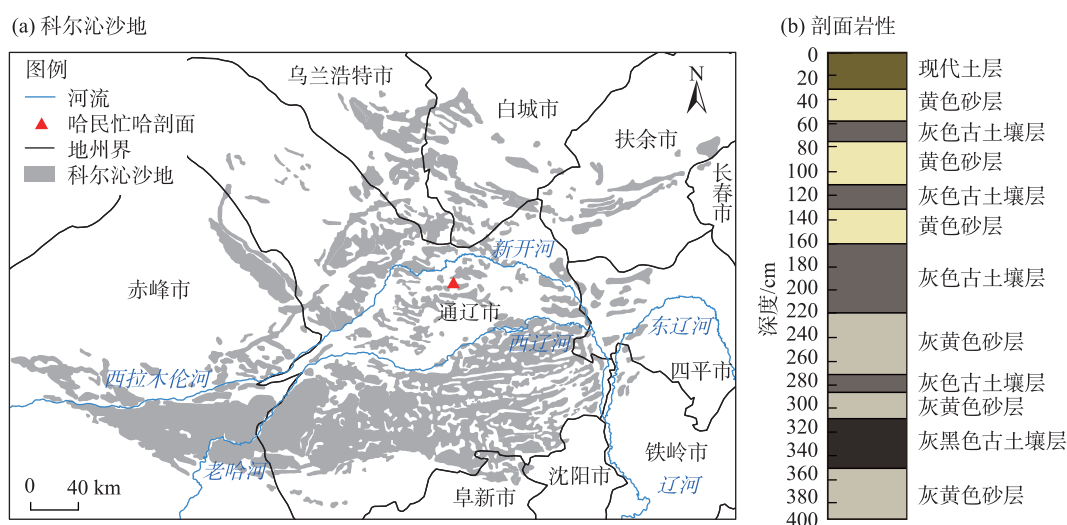 (a) 科尔沁沙地
图例
河流
哈民忙哈剖面
地州界
科尔沁沙地
乌兰浩特市
白城市
N
扶余市
长春市
新开河
赤峰市
通辽市
东辽河
西辽河
四平市
西拉木伦河
铁岭市
老哈河
沈阳市
辽河
阜新市
0 40 km
(b) 剖面岩性
深度/cm
0
20
40
60
80
100
120
140
160
180
200
220
240
260
280
300
320
340
360
380
400
现代土层
黄色砂层
灰色古土壤层
黄色砂层
灰色古土壤层
黄色砂层
灰色古土壤层
灰黄色砂层
灰色古土壤层
灰黄色砂层
灰黑色古土壤层
灰黄色砂层